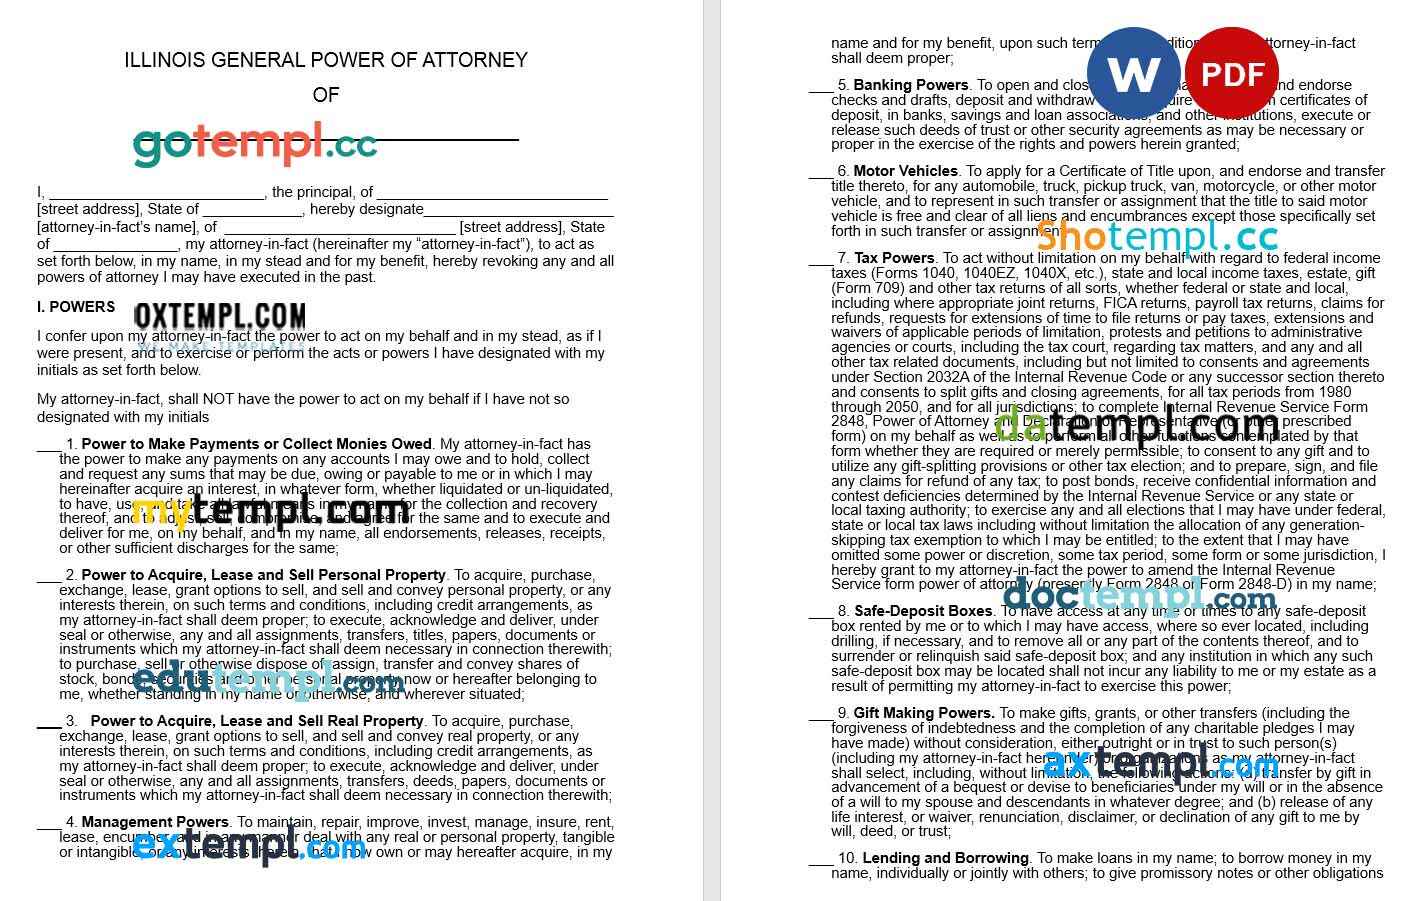 ILLINOIS GENERAL POWER OF ATTORNEY
OF
gotempl.cc
I, __________________________, the principal, of ____________________________
[street address], State of ____________, hereby designate_______________________
[attorney-in-fact's name], of ____________________________ [street address], State
of _______________, my attorney-in-fact (hereinafter my “attorney-in-fact”), to act as
set forth below, in my name, in my stead and for my benefit, hereby revoking any and all
powers of attorney I may have executed in the past.
I. POWERS
OXTEMPL.COM
WE MAKE TEMPLATES
I confer upon my attorney-in-fact the power to act on my behalf and in my stead, as if I
were present, and to exercise or perform the acts or powers I have designated with my
initials as set forth below.
My attorney-in-fact, shall NOT have the power to act on my behalf if I have not so
designated with my initials
___ 1. Power to Make Payments or Collect Monies Owed. My attorney-in-fact has
the power to make any payments on any accounts I may owe and to hold, collect
and request any sums that may be due, owing or payable to me or in which I may
hereinafter acquire an interest, in whatever form, whether liquidated or un-liquidated,
to have, use for the collection and recovery
mytempl.com
thereof, and agree for the same and to execute and
deliver for me, on my behalf, and in my name, all endorsements, releases, receipts,
or other sufficient discharges for the same;
___ 2. Power to Acquire, Lease and Sell Personal Property. To acquire, purchase,
exchange, lease, grant options to sell, and sell and convey personal property, or any
interests therein, on such terms and conditions, including credit arrangements, as
my attorney-in-fact shall deem proper; to execute, acknowledge and deliver, under
seal or otherwise, any and all assignments, transfers, titles, papers, documents or
instruments which my attorney-in-fact shall deem necessary in connection therewith;
to purchase, sell or otherwise dispose of, assign, transfer and convey shares of
stock, bonds, property now or hereafter belonging to
edutempl.com
me, whether standing in my name or otherwise, and wherever situated;
___ 3. Power to Acquire, Lease and Sell Real Property. To acquire, purchase,
exchange, lease, grant options to sell, and sell and convey real property, or any
interests therein, on such terms and conditions, including credit arrangements, as
my attorney-in-fact shall deem proper; to execute, acknowledge and deliver, under
seal or otherwise, any and all assignments, transfers, deeds, papers, documents or
instruments which my attorney-in-fact shall deem necessary in connection therewith;
___ 4. Management Powers. To maintain, repair, improve, invest, manage, insure, rent,
lease, encumber, and in any manner deal with any real or personal property, tangible
extempl.com
or intangible, or any interests therein, that I now own or may hereafter acquire, in my
W PDF
name and for my benefit, upon such terms attorney-in-fact
shall deem proper;
___ 5. Banking Powers. To open and close and endorse
checks and drafts, deposit and withdraw certificates of
deposit, in banks, savings and loan associations, and other institutions, execute or
release such deeds of trust or other security agreements as may be necessary or
proper in the exercise of the rights and powers herein granted;
___ 6. Motor Vehicles. To apply for a Certificate of Title upon, and endorse and transfer
title thereto, for any automobile, truck, pickup truck, van, motorcycle, or other motor
vehicle, and to represent in such transfer or assignment that the title to said motor
vehicle is free and clear of all liens and encumbrances except those specifically set
forth in such transfer or assignment.
Shotempl.cc
___ 7. Tax Powers. To act without limitation on my behalf with regard to federal income
taxes (Forms 1040, 1040EZ, 1040X, etc.), state and local income taxes, estate, gift
(Form 709) and other tax returns of all sorts, whether federal or state and local,
including where appropriate joint returns, FICA returns, payroll tax returns, claims for
refunds, requests for extensions of time to file returns or pay taxes, extensions and
waivers of applicable periods of limitation, protests and petitions to administrative
agencies or courts, including the tax court, regarding tax matters, and any and all
other tax related documents, including but not limited to consents and agreements
under Section 2032A of the Internal Revenue Code or any successor section thereto
and consents to split gifts and closing agreements, for all tax periods from 1980
through 2050, and for all jurisdictions; to complete Internal Revenue Service Form
2848, Power of Attorney and Declaration of Representative (or other prescribed
datempl.com
form) on my behalf as well as to perform all other functions contemplated by that
form whether they are required or merely permissible; to consent to any gift and to
utilize any gift-splitting provisions or other tax election; and to prepare, sign, and file
any claims for refund of any tax; to post bonds, receive confidential information and
contest deficiencies determined by the Internal Revenue Service or any state or
local taxing authority; to exercise any and all elections that I may have under federal,
state or local tax laws including without limitation the allocation of any generation-
skipping tax exemption to which I may be entitled; to the extent that I may have
omitted some power or discretion, some tax period, some form or some jurisdiction, I
hereby grant to my attorney-in-fact the power to amend the Internal Revenue
Service form power of attorney (presently Form 2848 or Form 2848-D) in my name;
doctempl.com
___ 8. Safe-Deposit Boxes. To have access at any time or times to any safe-deposit
box rented by me or to which I may have access, where so ever located, including
drilling, if necessary, and to remove all or any part of the contents thereof, and to
surrender or relinquish said safe-deposit box; and any institution in which any such
safe-deposit box may be located shall not incur any liability to me or my estate as a
result of permitting my attorney-in-fact to exercise this power;
___ 9. Gift Making Powers. To make gifts, grants, or other transfers (including the
forgiveness of indebtedness and the completion of any charitable pledges I may
have made) without consideration, either outright or in trust to such person(s)
(including my attorney-in-fact hereunder) or organizations as my attorney-in-fact
axtempl.com
shall select, including, without limitation, the following actions: (a) transfer by gift in
advancement of a bequest or devise to beneficiaries under my will or in the absence
of a will to my spouse and descendants in whatever degree; and (b) release of any
life interest, or waiver, renunciation, disclaimer, or declination of any gift to me by
will, deed, or trust;
___ 10. Lending and Borrowing. To make loans in my name; to borrow money in my
name, individually or jointly with others; to give promissory notes or other obligations